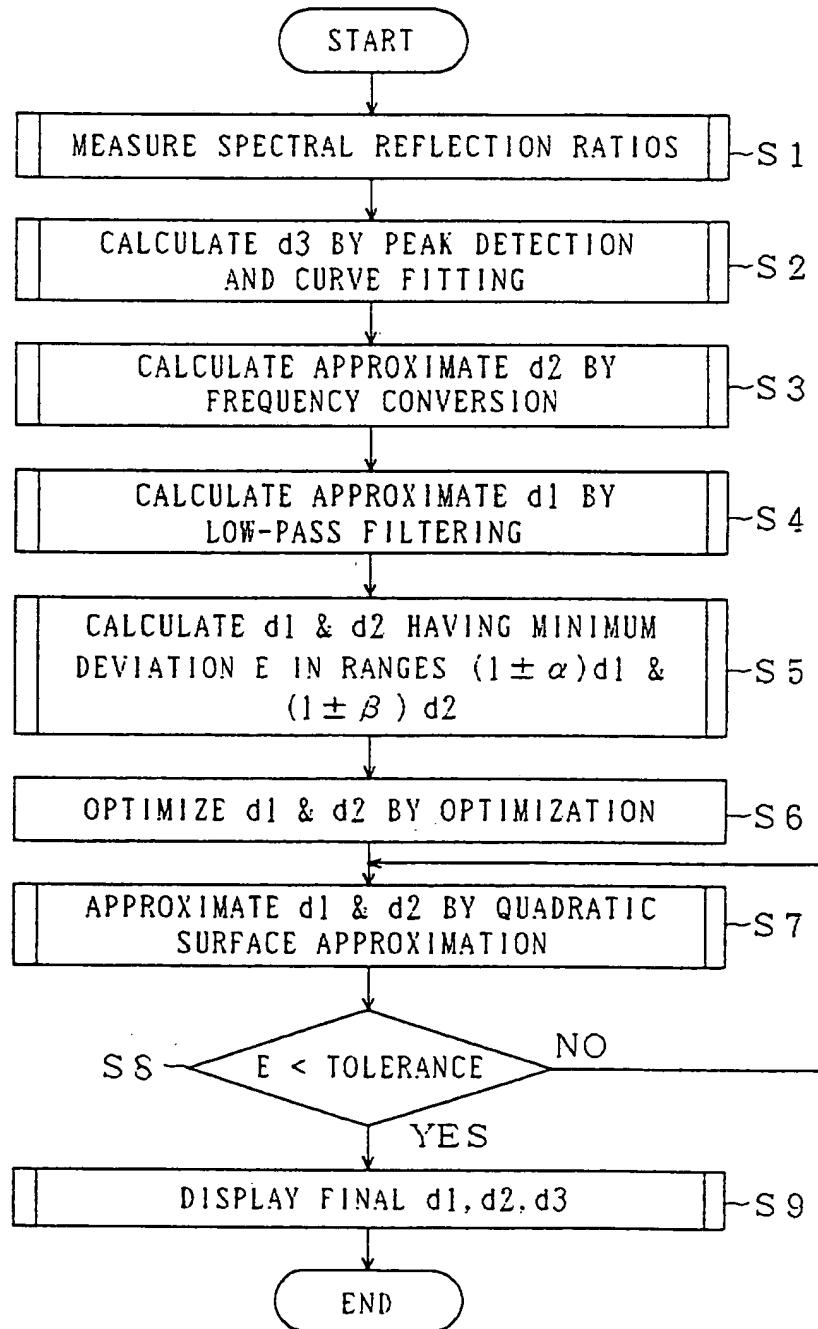 START
MEASURE SPECTRAL REFLECTION RATIOS
S1
CALCULATE d3 BY PEAK DETECTION
AND CURVE FITTING
S2
CALCULATE APPROXIMATE d2 BY
FREQUENCY CONVERSION
S3
CALCULATE APPROXIMATE d1 BY
LOW-PASS FILTERING
S4
CALCULATE d1 & d2 HAVING MINIMUM
DEVIATION E IN RANGES (1±α)d1 &
(1±β) d2
S5
OPTIMIZE d1 & d2 BY OPTIMIZATION
S6
APPROXIMATE d1 & d2 BY QUADRATIC
SURFACE APPROXIMATION
S7
S8
E < TOLERANCE
NO
YES
DISPLAY FINAL d1,d2,d3
S9
END